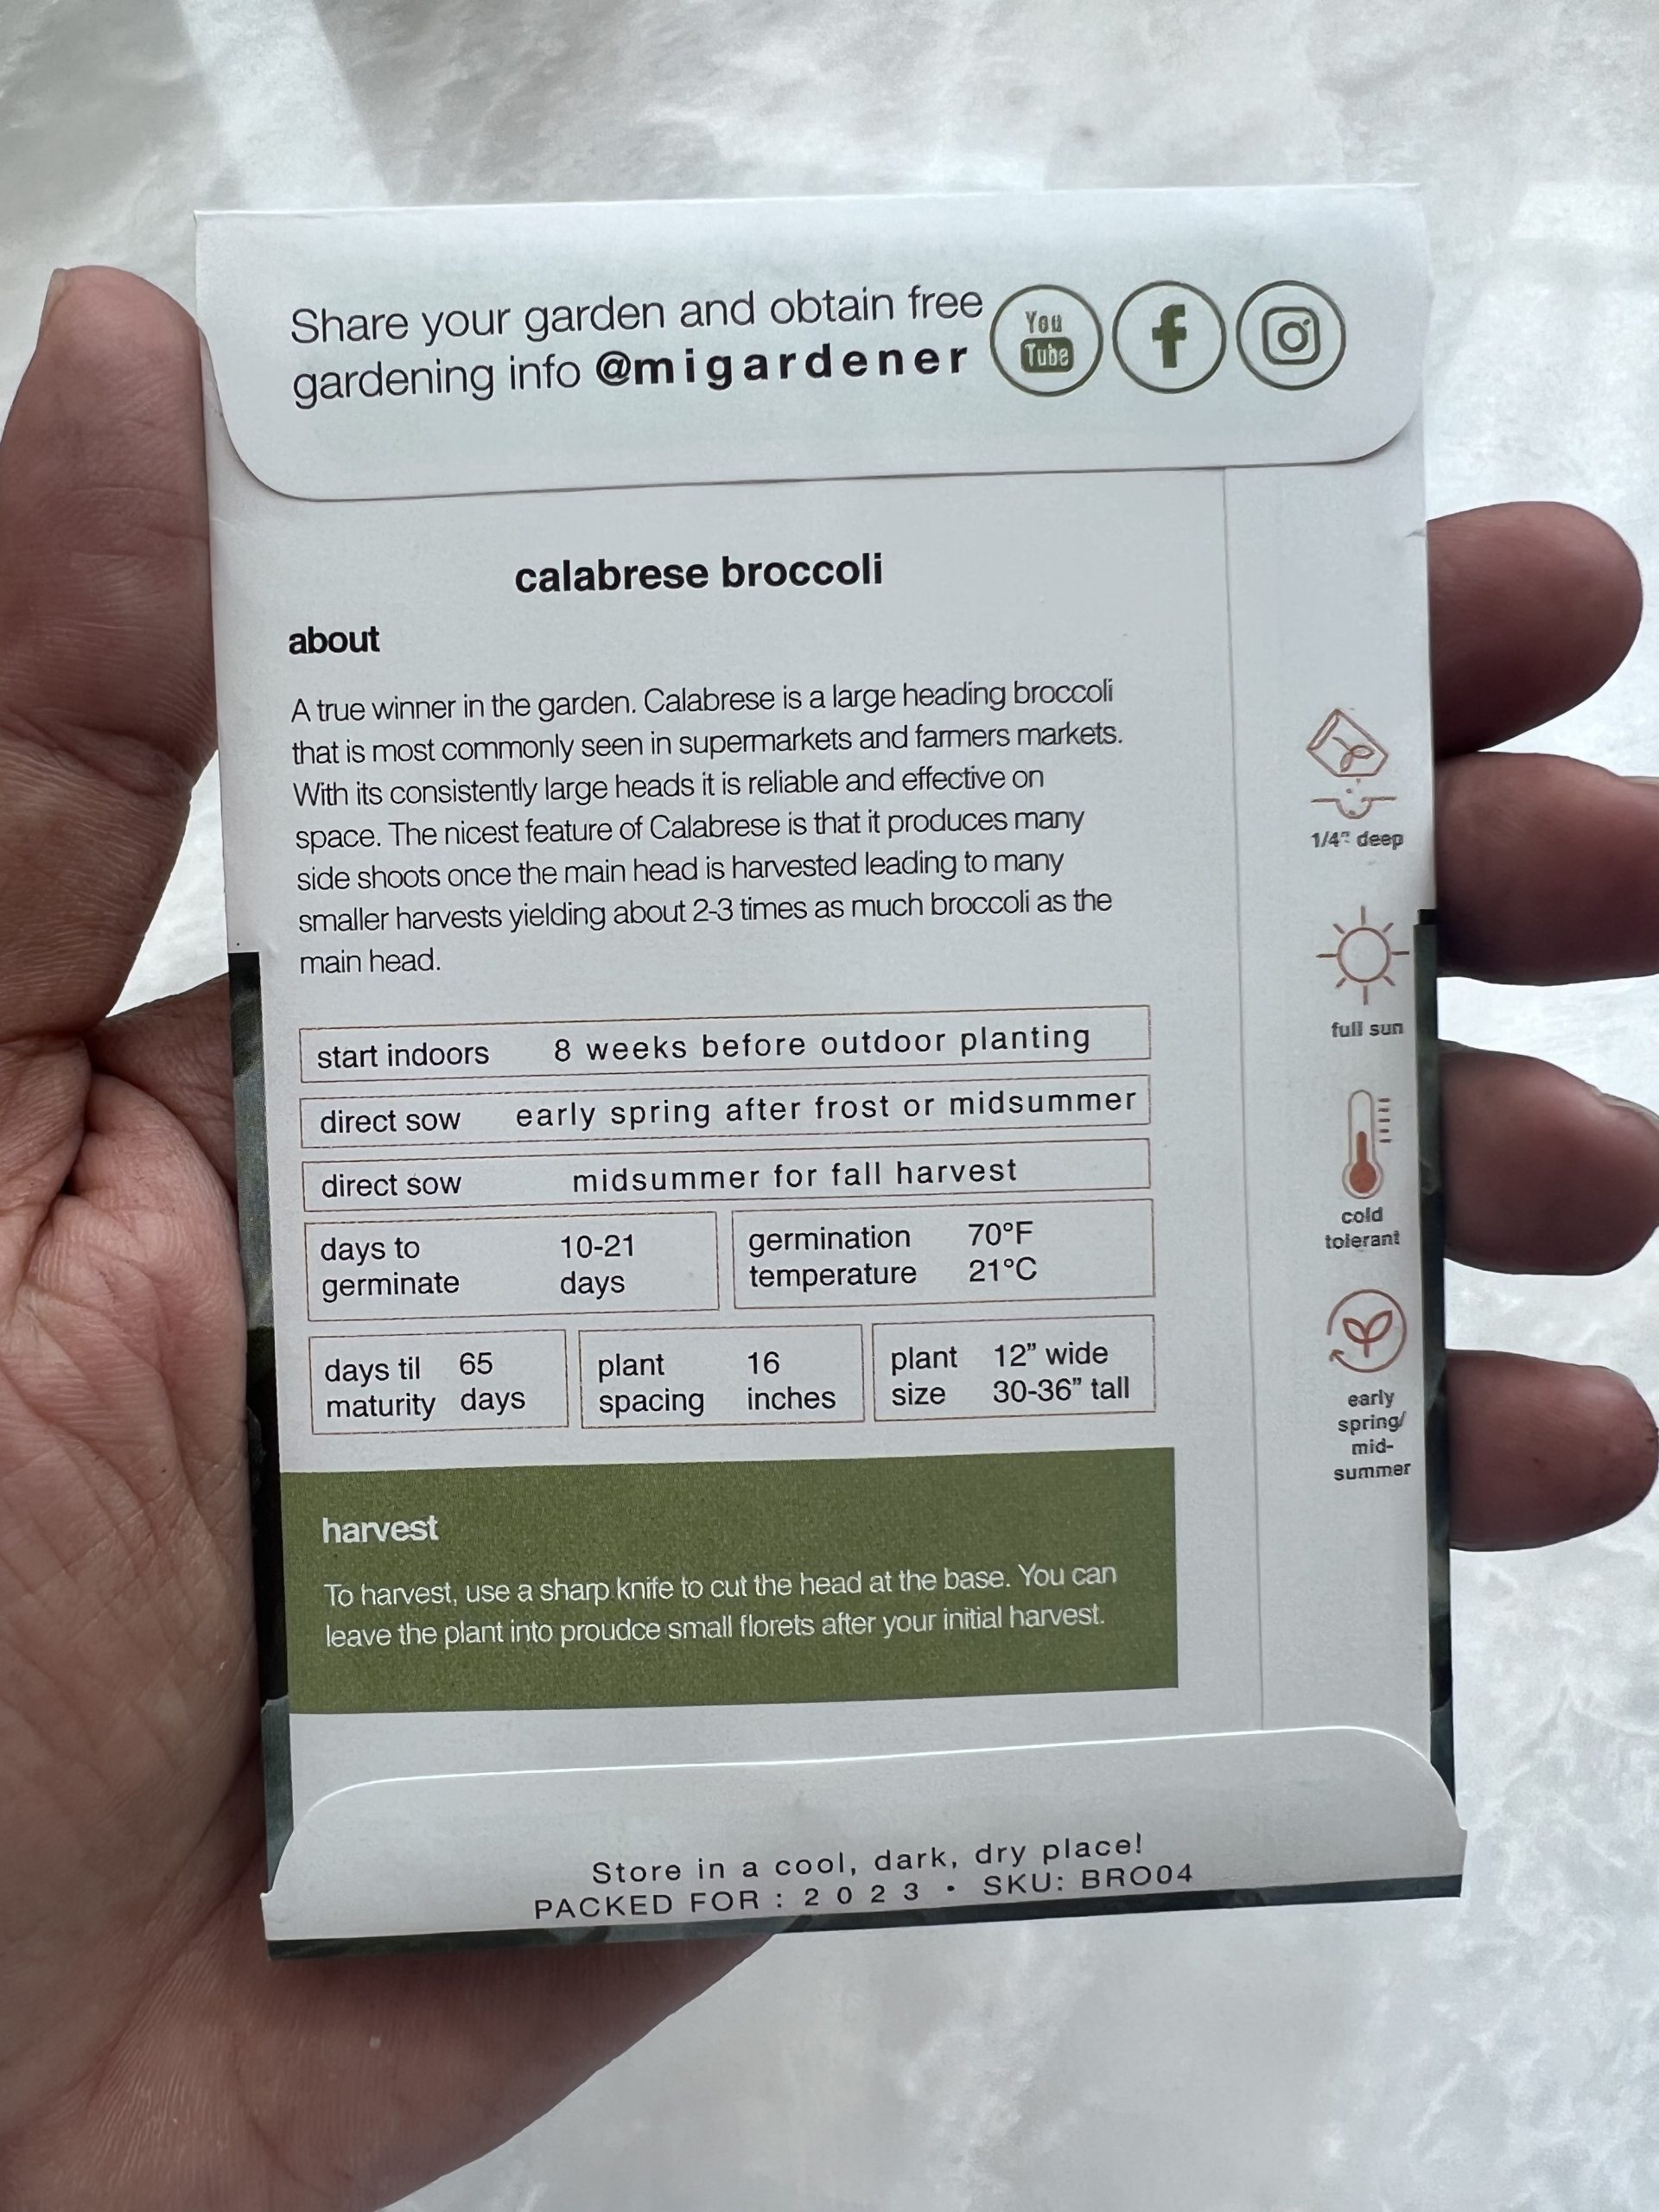 Share your garden and obtain free
gardening info @migardener
You
Tube
f
calabrese broccoli
about
A true winner in the garden. Calabrese is a large heading broccoli
that is most commonly seen in supermarkets and farmers markets.
With its consistently large heads it is reliable and effective on
space. The nicest feature of Calabrese is that it produces many
side shoots once the main head is harvested leading to many
smaller harvests yielding about 2-3 times as much broccoli as the
main head.
start indoors 8 weeks before outdoor planting
direct sow early spring after frost or midsummer
direct sow midsummer for fall harvest
days to germinate 10-21 days
germination temperature 70°F 21°C
days til maturity 65 days
plant spacing 16 inches
plant size 12” wide 30-36” tall
harvest
To harvest, use a sharp knife to cut the head at the base. You can
leave the plant into proudce small florets after your initial harvest.
1/4" deep
full sun
cold
tolerant
early
spring/
mid-
summer
Store in a cool, dark, dry place!
PACKED FOR : 2 0 2 3 • SKU: BRO04